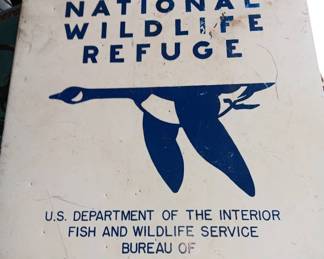 NATIONAL
WILDLIFE
REFUGE
U.S. DEPARTMENT OF THE INTERIOR
FISH AND WILDLIFE SERVICE
BUREAU OF